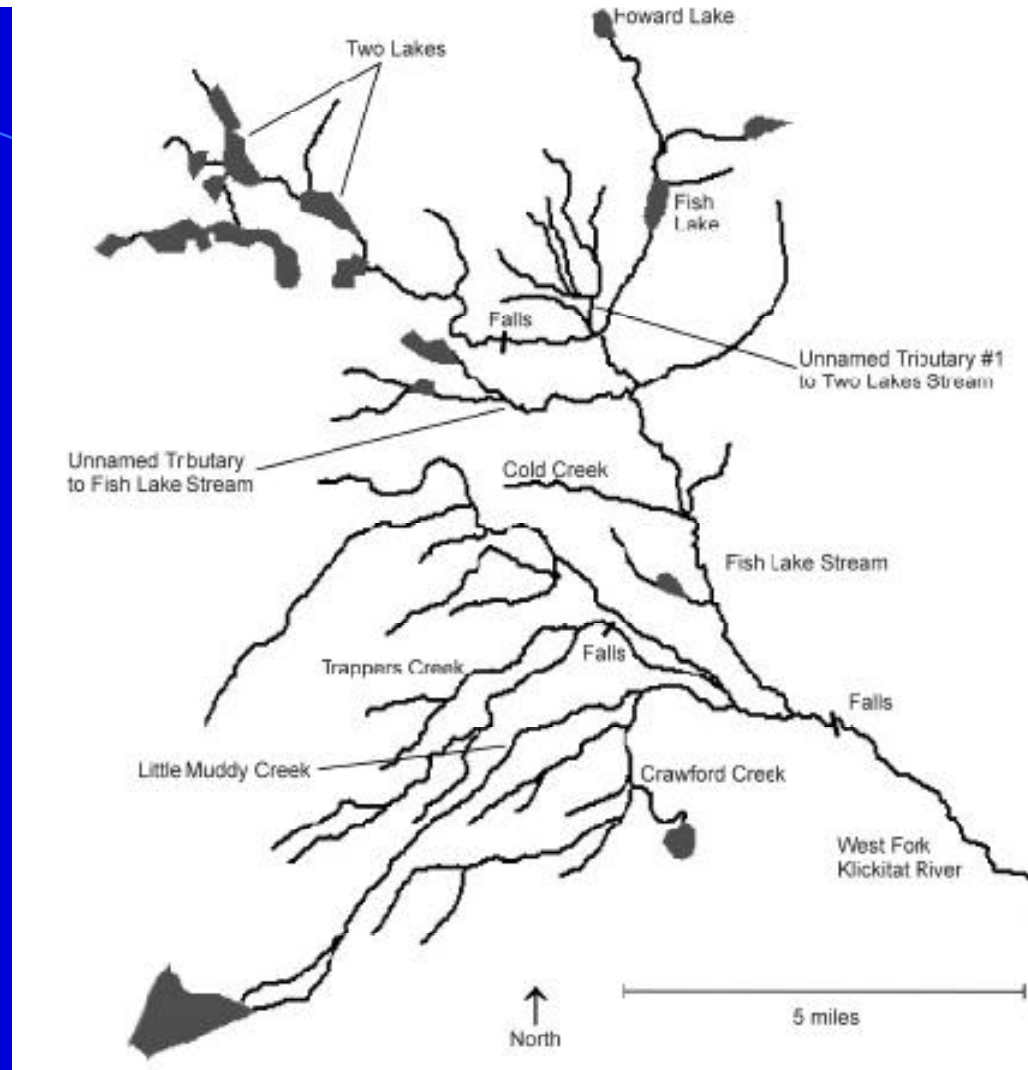 Howard Lake
Two Lakes
Fish
Lake
Falls
Unnamed Tributary #1
to Two Lakes Stream
Unnamed Tributary
to Fish Lake Stream
Cold Creek
Fish Lake Stream
Falls
Trappers Creek
Falls
Little Muddy Creek
Crawford Creek
West Fork
Klickitat River
5 miles
North